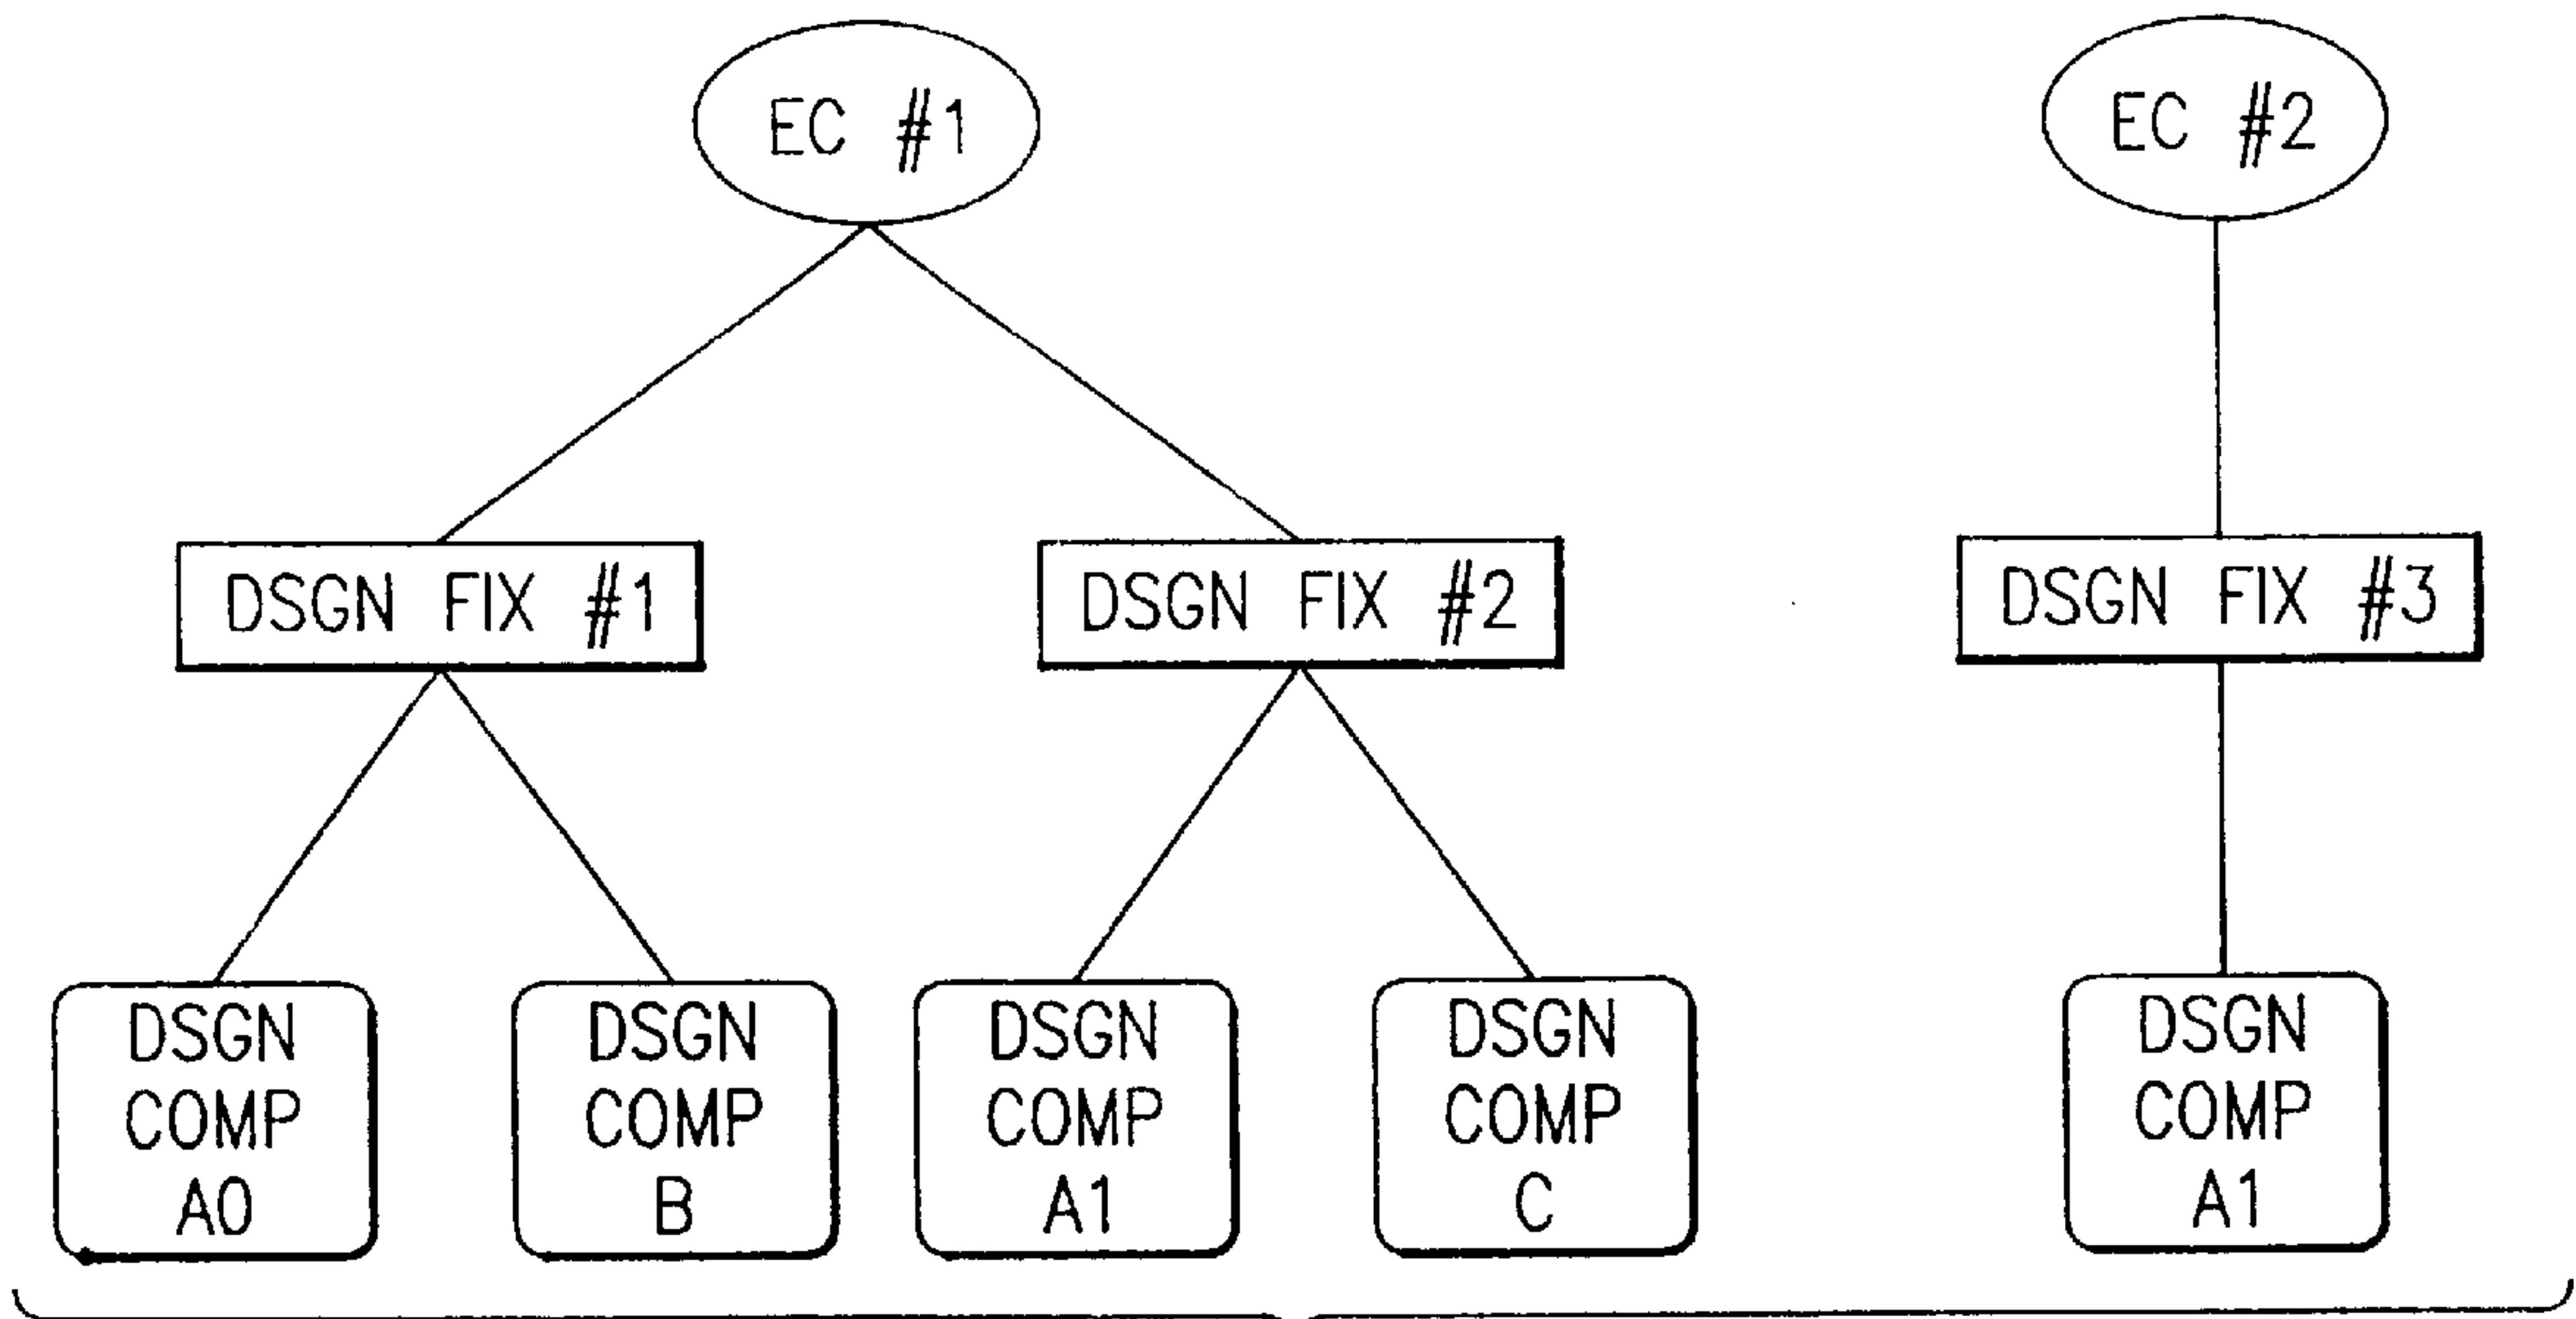 EC #1
EC #2
DSGN FIX #1
DSGN FIX #2
DSGN FIX #3
DSGN
COMP
A0
DSGN
COMP
B
DSGN
COMP
A1
DSGN
COMP
C
DSGN
COMP
A1